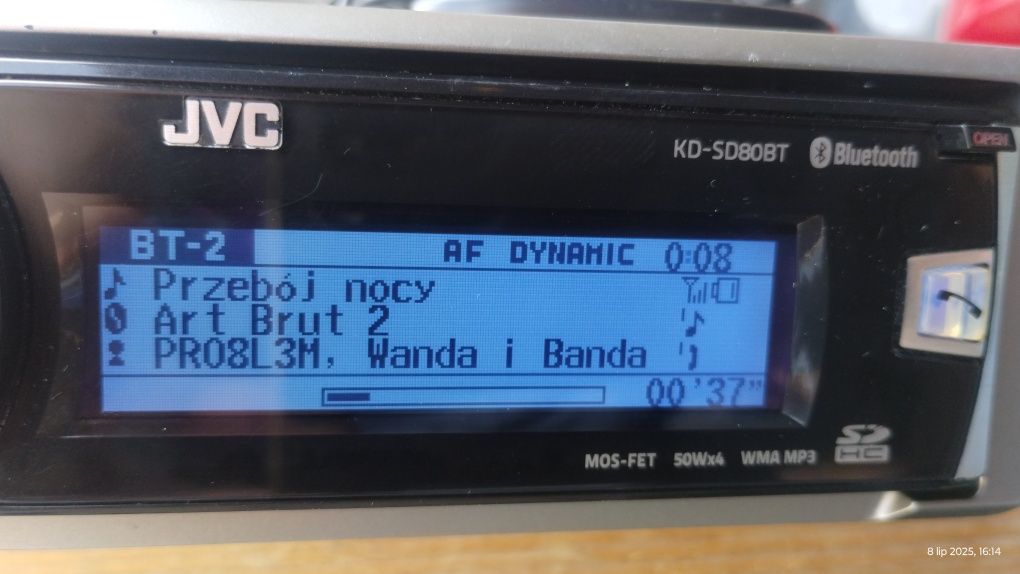 JVC
KD-SD80BT Bluetooth
OPEN
BT-2 AF DYNAMIC 0:08
Przebój nocy
Art Brut 2
PRO8L3M, Wanda i Banda
00'37"
MOS-FET 50Wx4 WMA MP3 SD HC
8 lip 2025, 16:14